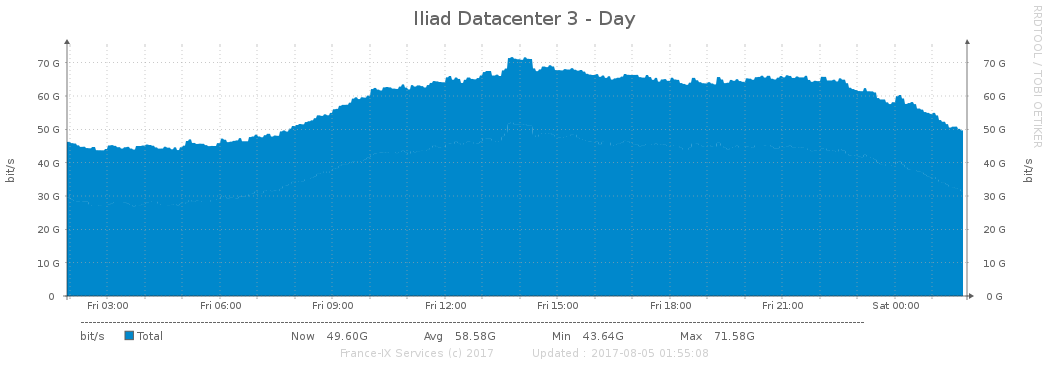 Iliad Datacenter 3 - Day
RRDTOOL / TOBI OETIKER
bit/s
bit/s
70 G 70 G
60 G 60 G
50 G 50 G
40 G 40 G
30 G 30 G
20 G 20 G
10 G 10 G
0 0 G
Fri 03:00 Fri 06:00 Fri 09:00 Fri 12:00 Fri 15:00 Fri 18:00 Fri 21:00 Sat 00:00
bit/s Total Now 49.60G Avg 58.58G Min 43.64G Max 71.58G
France-IX Services (c) 2017 Updated : 2017-08-05 01:55:08